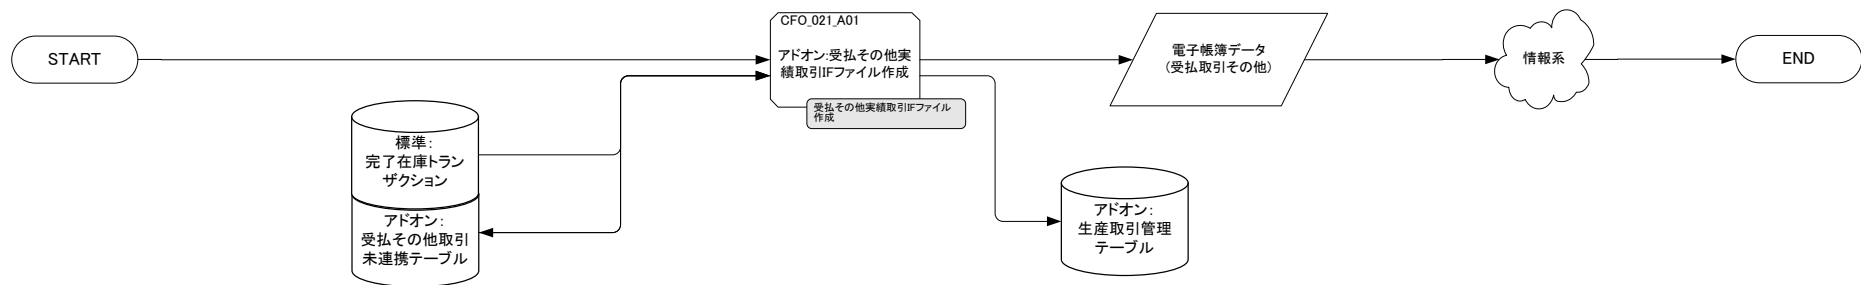 START
CFO_021_A01
アドオン:受払その他実
績取引IFファイル作成
受払その他実績取引IFファイル
作成
電子帳簿データ
（受払取引その他）
情報系
END
標準：
完了在庫トラン
ザクション
アドオン：
受払その他取引
未連携テーブル
アドオン：
生産取引管理
テーブル